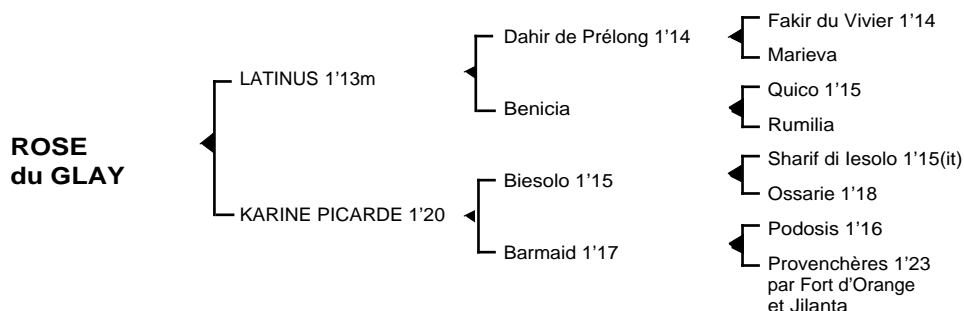 ROSE
du GLAY
LATINUS 1'13m
KARINE PICARDE 1'20
Dahir de Prélong 1'14
Benicia
Biesolo 1'15
Barmaid 1'17
Fakir du Vivier 1'14
Marieva
Quico 1'15
Rumilia
Sharif di Iesolo 1'15(it)
Ossarie 1'18
Podosis 1'16
Provenchères 1'23
par Fort d'Orange
et Jilanta